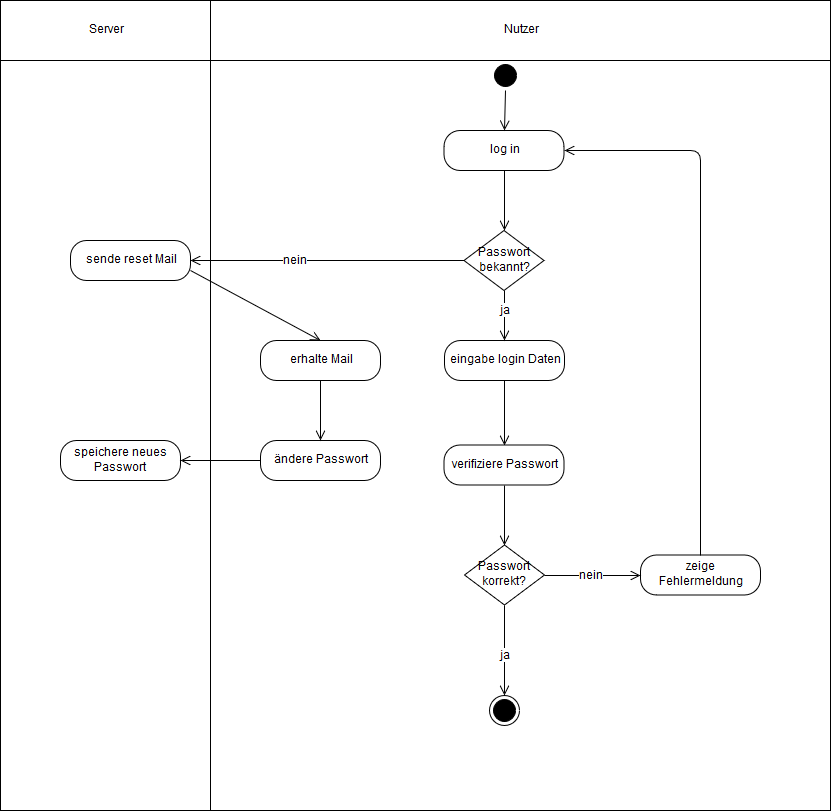 Server
Nutzer
log in
Passwort
bekannt?
nein
sende reset Mail
ja
erhalte Mail
eingabe login Daten
speichere neues
Passwort
ändere Passwort
verifiziere Passwort
Passwort
korrekt?
nein
zeige
Fehlermeldung
ja